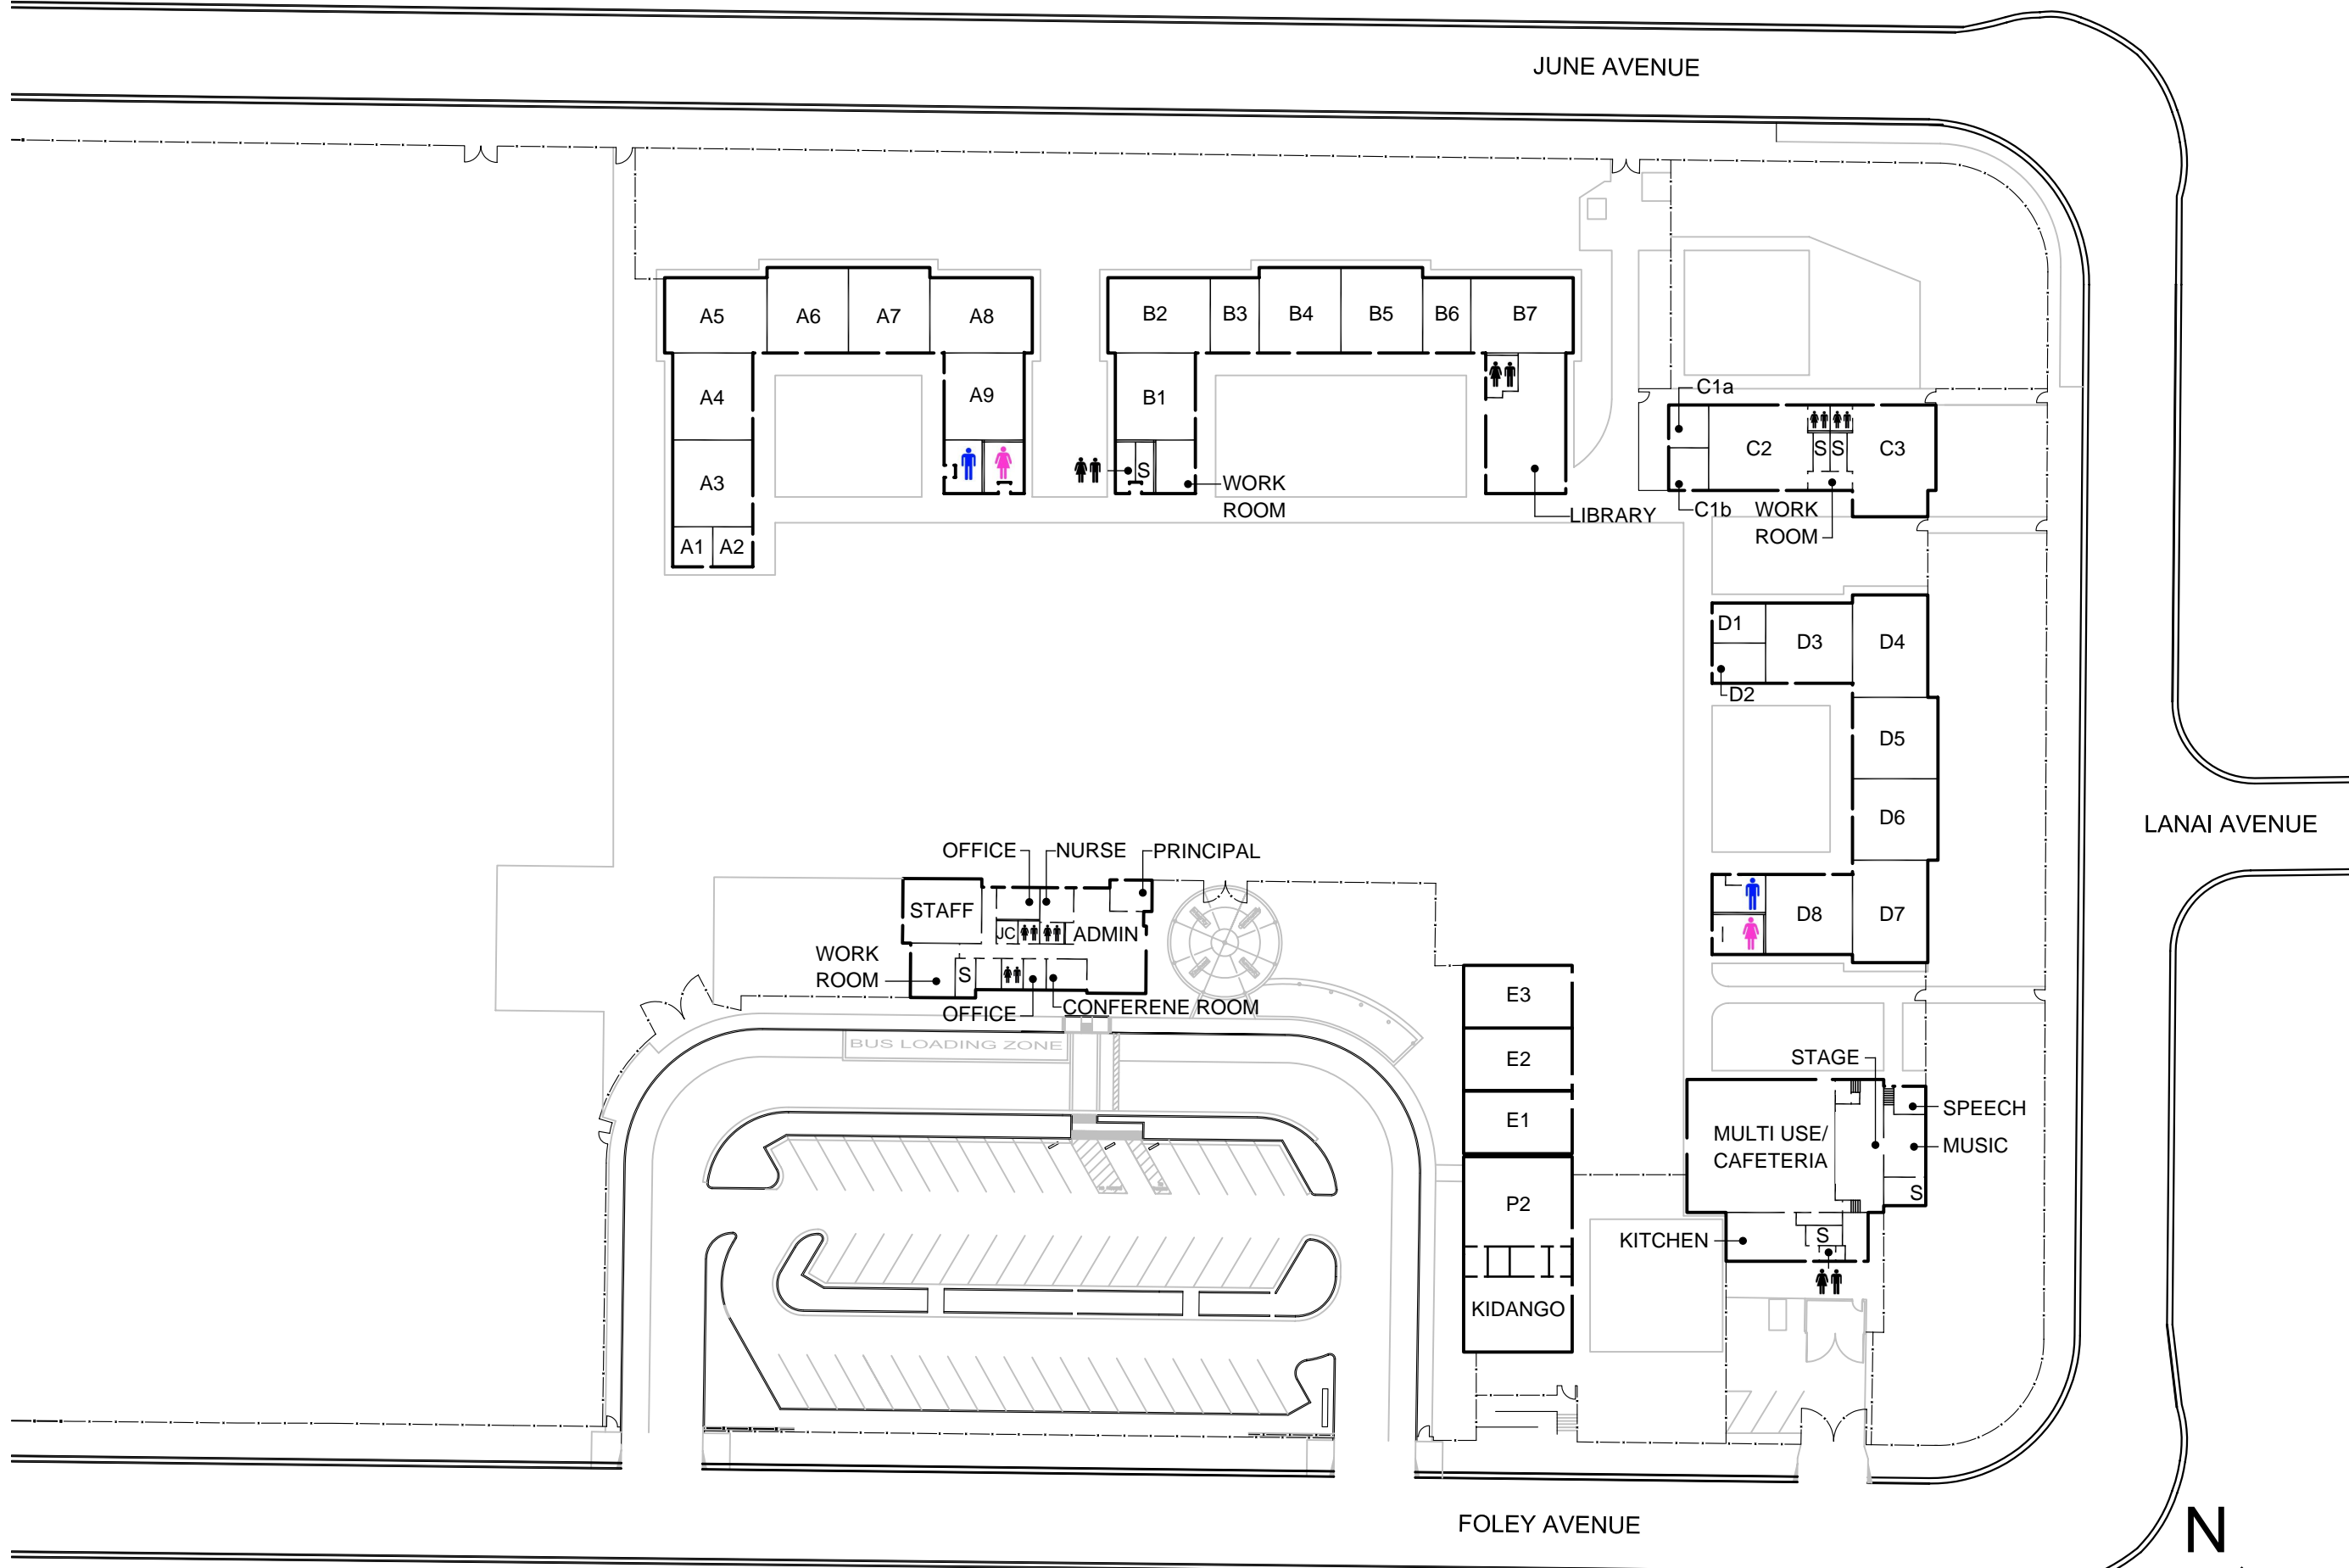 JUNE AVENUE
A5
A6
A7
A8
B2
B3
B4
B5
B6
B7
A4
A9
B1
C1a
A3
S
WORK
ROOM
LIBRARY
C2
S
S
C3
C1b
WORK
ROOM
A1
A2
D1
D3
D4
D2
D5
D6
LANAI AVENUE
D8
D7
OFFICE
NURSE
PRINCIPAL
STAFF
JC
ADMIN
WORK
ROOM
S
OFFICE
CONFERENE ROOM
BUS LOADING ZONE
E3
E2
E1
P2
KIDANGO
STAGE
SPEECH
MULTI USE/
CAFETERIA
MUSIC
S
KITCHEN
S
FOLEY AVENUE
N